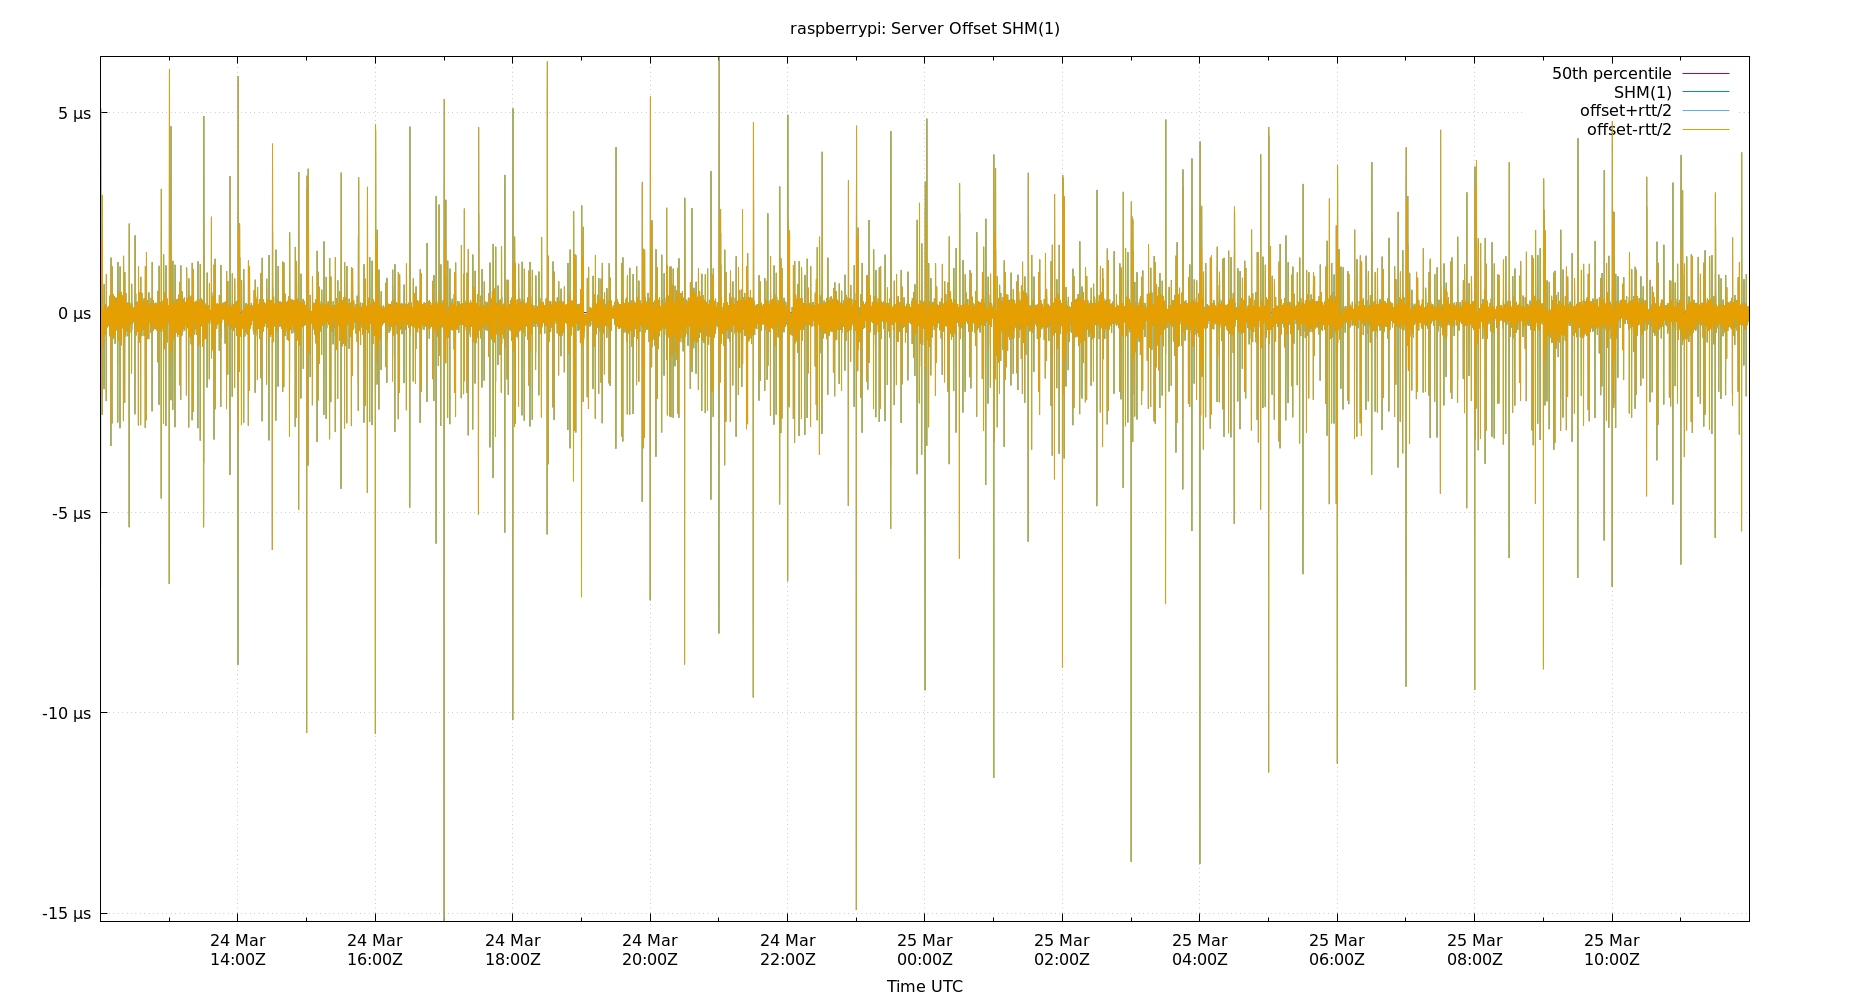 raspberrypi: Server Offset SHM(1)
50th percentile
SHM(1)
offset+rtt/2
offset-rtt/2
5 µs
0 µs
-5 µs
-10 µs
-15 µs
24 Mar 24 Mar 24 Mar 24 Mar 24 Mar 25 Mar 25 Mar 25 Mar 25 Mar 25 Mar 25 Mar
14:00Z 16:00Z 18:00Z 20:00Z 22:00Z 00:00Z 02:00Z 04:00Z 06:00Z 08:00Z 10:00Z
Time UTC